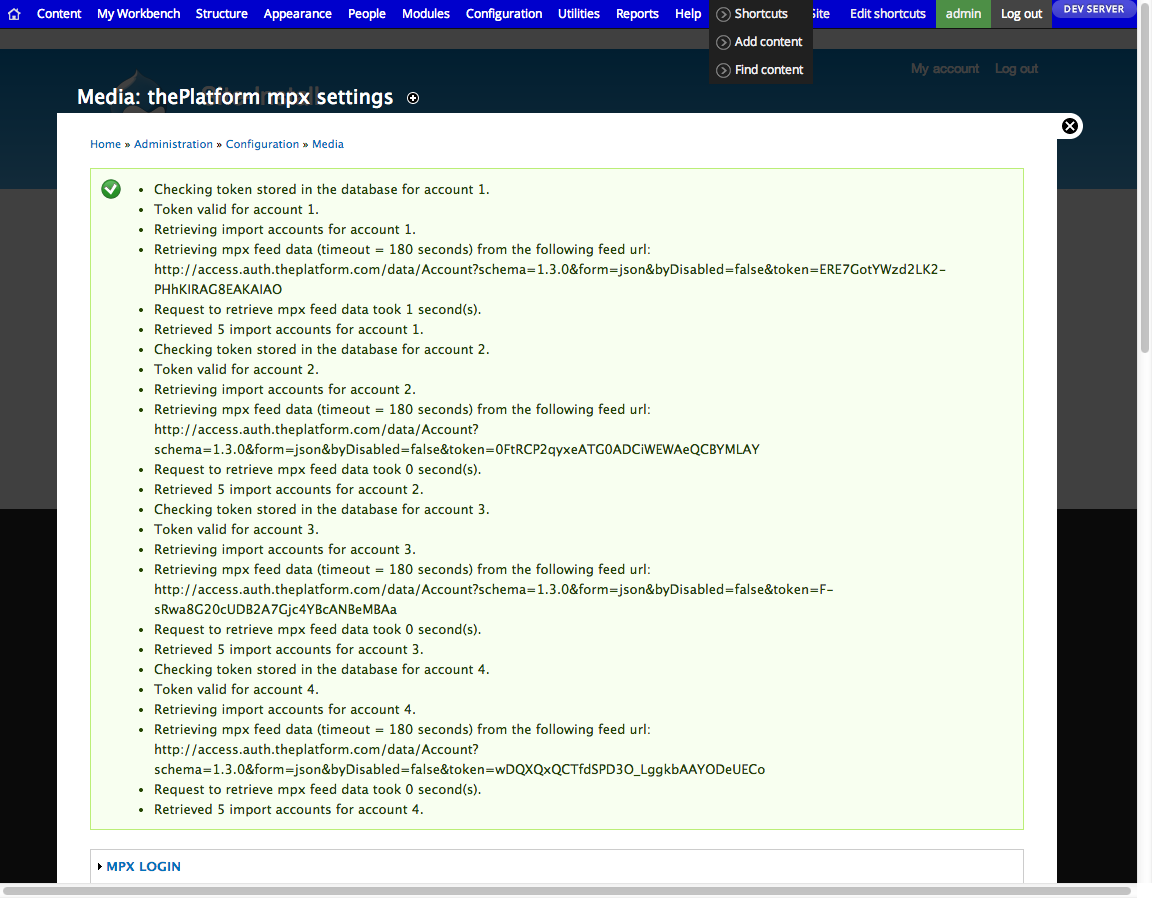 Content My Workbench Structure Appearance People Modules Configuration Utilities Reports Help Shortcuts Site Edit shortcuts admin Log out DEV SERVER
Add content
Find content
My account Log out
Media: thePlatform mpx settings
Home » Administration » Configuration » Media
Checking token stored in the database for account 1.
Token valid for account 1.
Retrieving import accounts for account 1.
Retrieving mpx feed data (timeout = 180 seconds) from the following feed url:
http://access.auth.theplatform.com/data/Account?schema=1.3.0&form=json&byDisabled=false&token=ERE7GotYWzd2LK2-
PHhKIRAG8EAKAIAO
Request to retrieve mpx feed data took 1 second(s).
Retrieved 5 import accounts for account 1.
Checking token stored in the database for account 2.
Token valid for account 2.
Retrieving import accounts for account 2.
Retrieving mpx feed data (timeout = 180 seconds) from the following feed url:
http://access.auth.theplatform.com/data/Account?
schema=1.3.0&form=json&byDisabled=false&token=0FtRCP2qyxeATG0ADCiWEWAeQCBYMLAY
Request to retrieve mpx feed data took 0 second(s).
Retrieved 5 import accounts for account 2.
Checking token stored in the database for account 3.
Token valid for account 3.
Retrieving import accounts for account 3.
Retrieving mpx feed data (timeout = 180 seconds) from the following feed url:
http://access.auth.theplatform.com/data/Account?schema=1.3.0&form=json&byDisabled=false&token=F-
sRwa8G20cUDB2A7Gjc4YBcANBeMBAa
Request to retrieve mpx feed data took 0 second(s).
Retrieved 5 import accounts for account 3.
Checking token stored in the database for account 4.
Token valid for account 4.
Retrieving import accounts for account 4.
Retrieving mpx feed data (timeout = 180 seconds) from the following feed url:
http://access.auth.theplatform.com/data/Account?
schema=1.3.0&form=json&byDisabled=false&token=wDQXQxQCTfdSPD3O_LggkbAAYODeUECo
Request to retrieve mpx feed data took 0 second(s).
Retrieved 5 import accounts for account 4.
MPX LOGIN